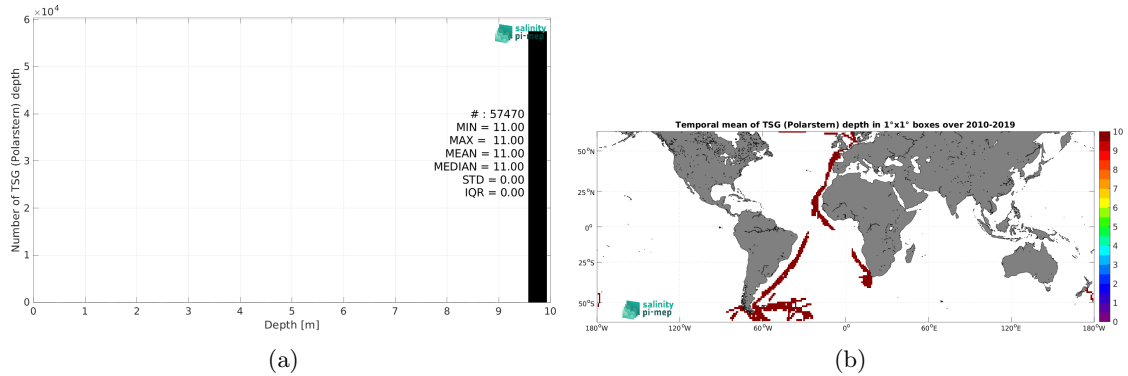 6 ×10⁴
5
4
3
2
1
0
Number of TSG (Polarstern) depth
salinity
pi-mep
# : 57470
MIN = 11.00
MAX = 11.00
MEAN = 11.00
MEDIAN = 11.00
STD = 0.00
IQR = 0.00
0 1 2 3 4 5 6 7 8 9 10
Depth [m]
(a)
Temporal mean of TSG (Polarstern) depth in 1°x1° boxes over 2010-2019
50°N
25°N
0°
25°S
50°S
salinity
pi-mep
180°W 120°W 60°W 0° 60°E 120°E 180°W
10
9
8
7
6
5
4
3
2
1
0
(b)